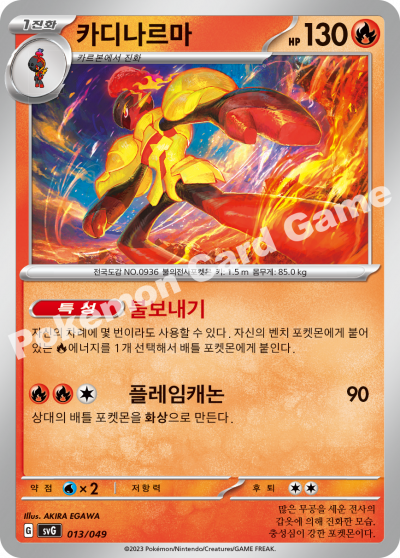 1진화
카디나르마
HP 130
카르본에서 진화
전국도감 NO.0936 불의전사포켓몬 키: 1.5 m 몸무게: 85.0 kg
특성 불보내기
자신의 차례에 몇 번이라도 사용할 수 있다. 자신의 벤치 포켓몬에게 붙어
있는 에너지를 1개 선택해서 배틀 포켓몬에게 붙인다.
플레임캐논 90
상대의 배틀 포켓몬을 화상으로 만든다.
약점 ×2 저항력 후퇴
Illus. AKIRA EGAWA
G svG 013/049
많은 무공을 세운 전사의
갑옷에 의해 진화한 모습.
충성심이 강한 포켓몬이다.
©2023 Pokémon/Nintendo/Creatures/GAME FREAK.
Pokémon Card Game